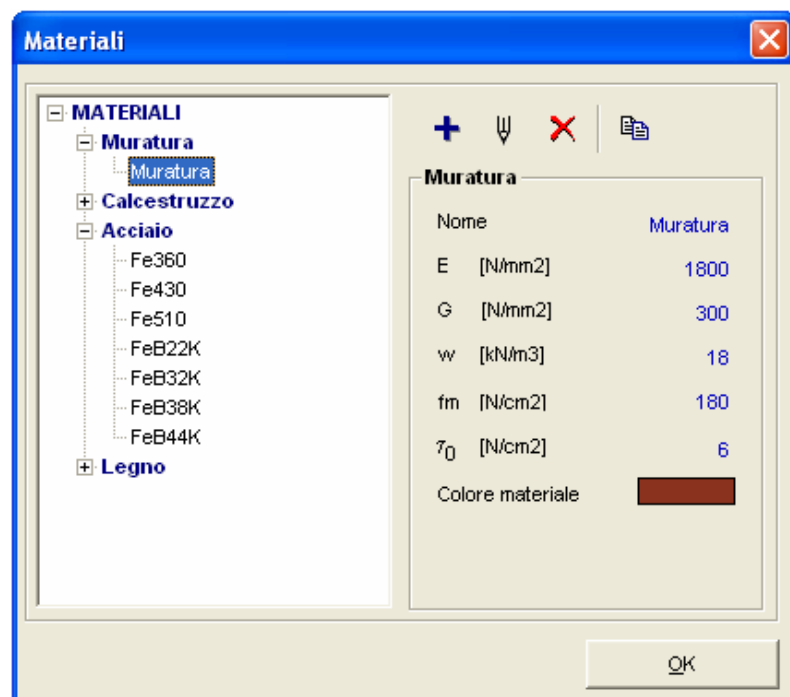 Materiali
MATERIALI
Muratura
Muratura
Calcestruzzo
Acciaio
Fe360
Fe430
Fe510
FeB22K
FeB32K
FeB38K
FeB44K
Legno
Muratura
Nome Muratura
E [N/mm2] 1800
G [N/mm2] 300
w [kN/m3] 18
fm [N/cm2] 180
τ0 [N/cm2] 6
Colore materiale
OK